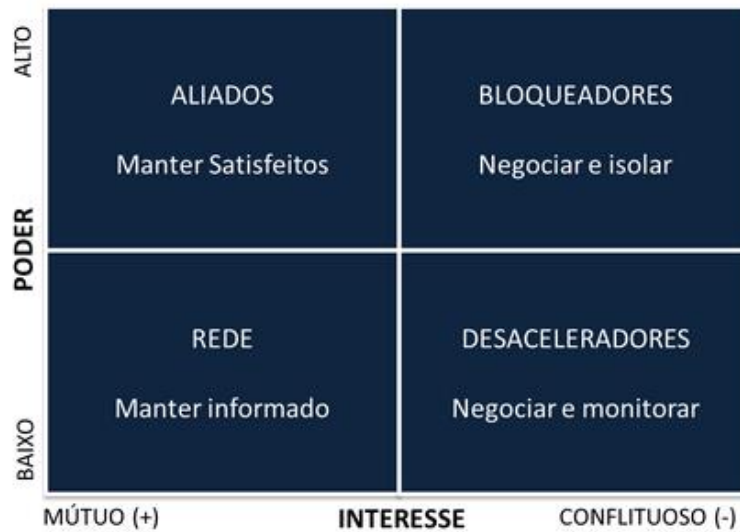 ALTO
ALIADOS
Manter Satisfeitos
BLOQUEADORES
Negociar e isolar
PODER
REDE
Manter informado
DESACELERADORES
Negociar e monitorar
BAIXO
MÚTUO (+)
INTERESSE
CONFLITUOSO (-)